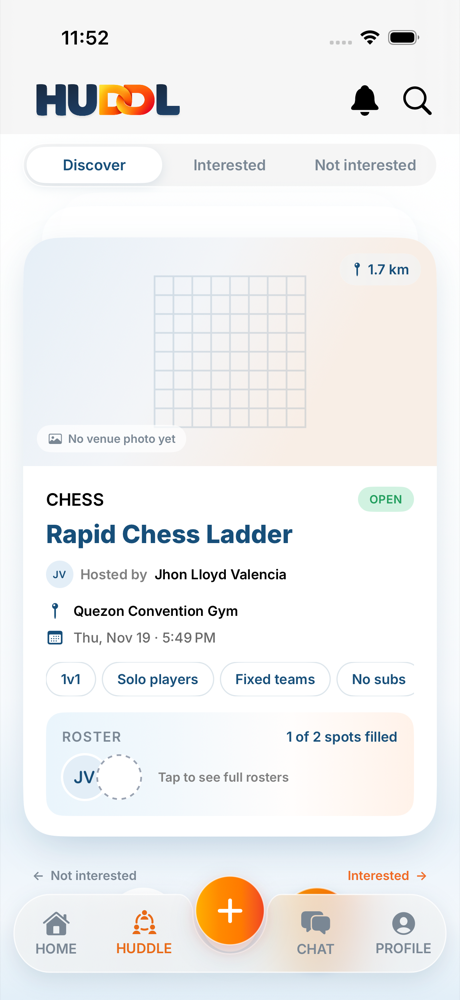 11:52
HUDDL
Discover
Interested
Not interested
1.7 km
No venue photo yet
CHESS
OPEN
Rapid Chess Ladder
JV
Hosted by Jhon Lloyd Valencia
Quezon Convention Gym
Thu, Nov 19 · 5:49 PM
1v1
Solo players
Fixed teams
No subs
ROSTER
1 of 2 spots filled
JV
Tap to see full rosters
← Not interested
Interested →
HOME
HUDDLE
CHAT
PROFILE